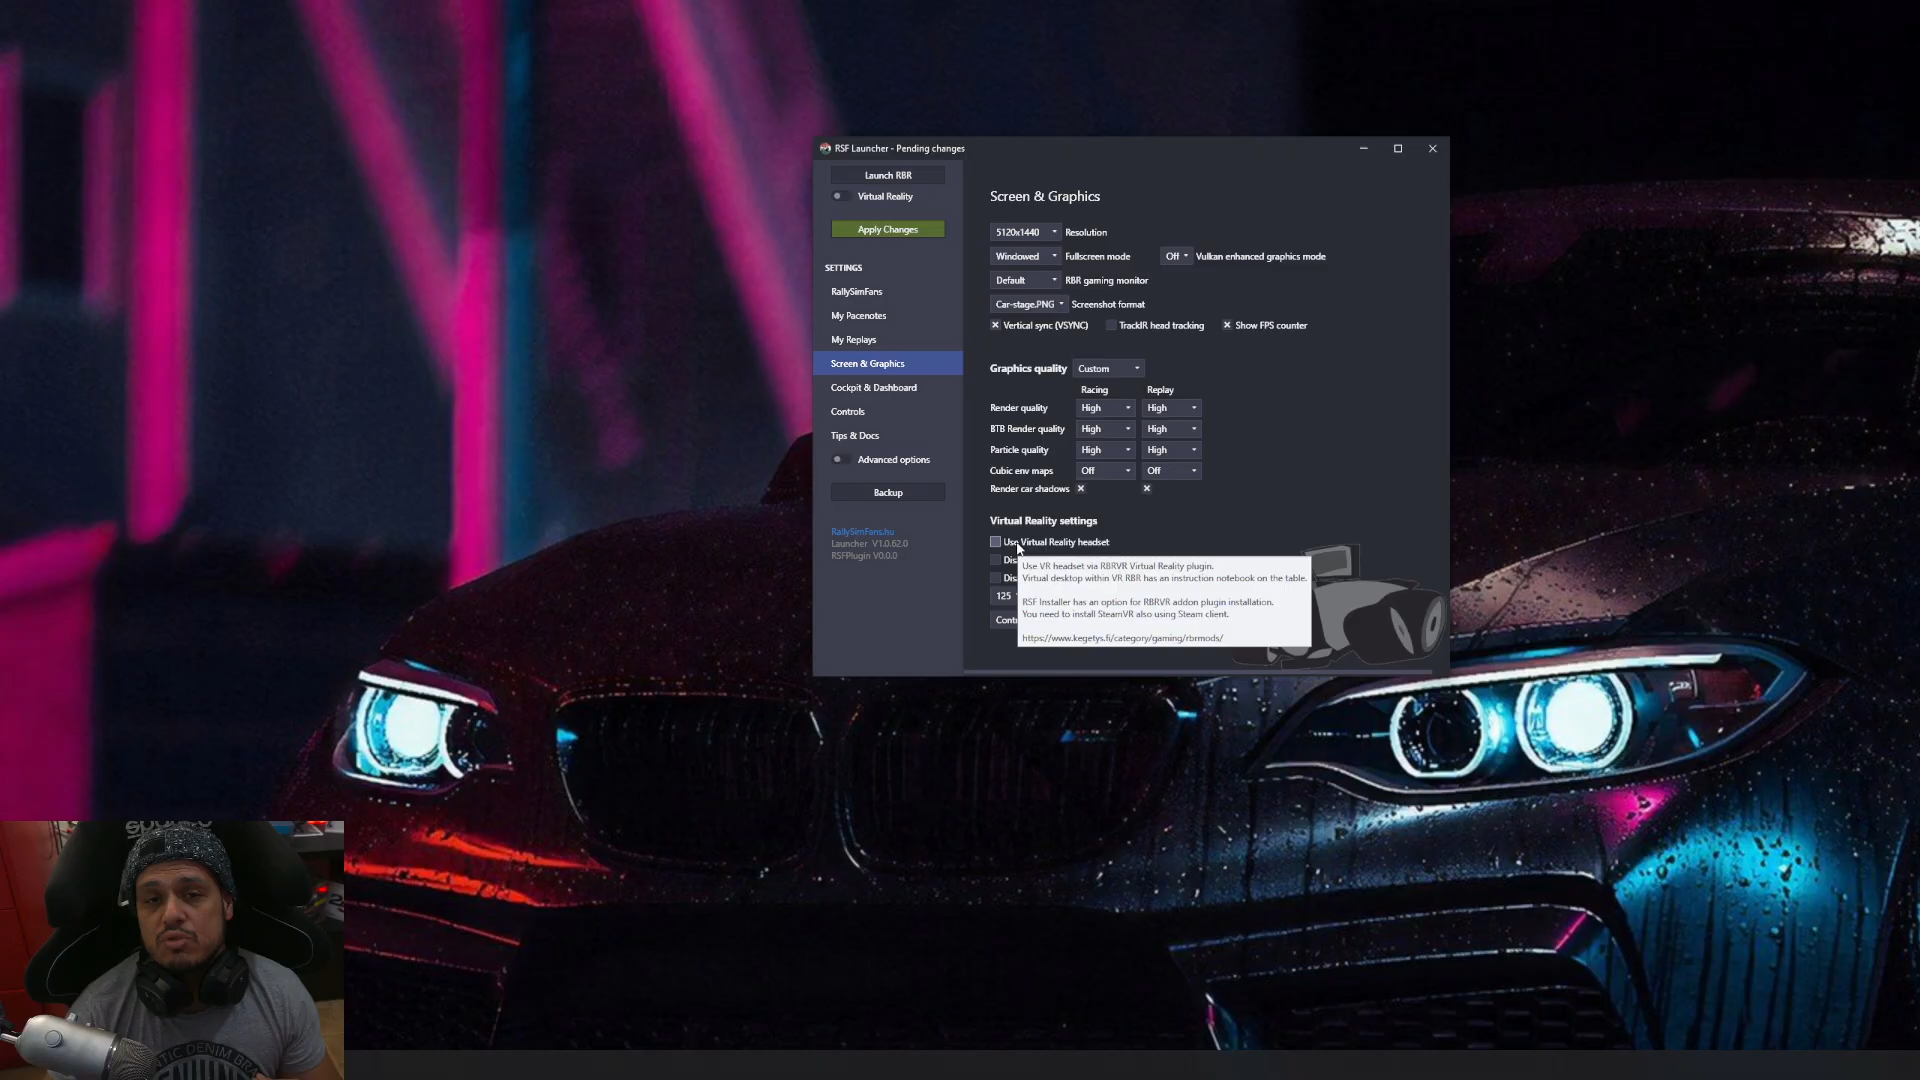 RSF Launcher - Pending changes
Launch RBR
Virtual Reality
Apply Changes
SETTINGS
RallySimFans
My Pacenotes
My Replays
Screen & Graphics
Cockpit & Dashboard
Controls
Tips & Docs
Advanced options
Backup
RallySimFans.hu
Launcher V1.0.62.0
RSFPlugin V0.0.0
Screen & Graphics
5120x1440 Resolution
Windowed Fullscreen mode Off Vulkan enhanced graphics mode
Default RBR gaming monitor
Car-stage.PNG Screenshot format
Vertical sync (VSYNC) TrackIR head tracking Show FPS counter
Graphics quality Custom
Racing Replay
Render quality High High
BTB Render quality High High
Particle quality High High
Cubic env maps Off Off
Render car shadows
Virtual Reality settings
Use Virtual Reality headset
Dis
Dis
125
Cont
Use VR headset via RBRVR Virtual Reality plugin.
Virtual desktop within VR RBR has an instruction notebook on the table.
RSF Installer has an option for RBRVR addon plugin installation.
You need to install SteamVR also using Steam client.
https://www.kegetys.fi/category/gaming/rbrmods/